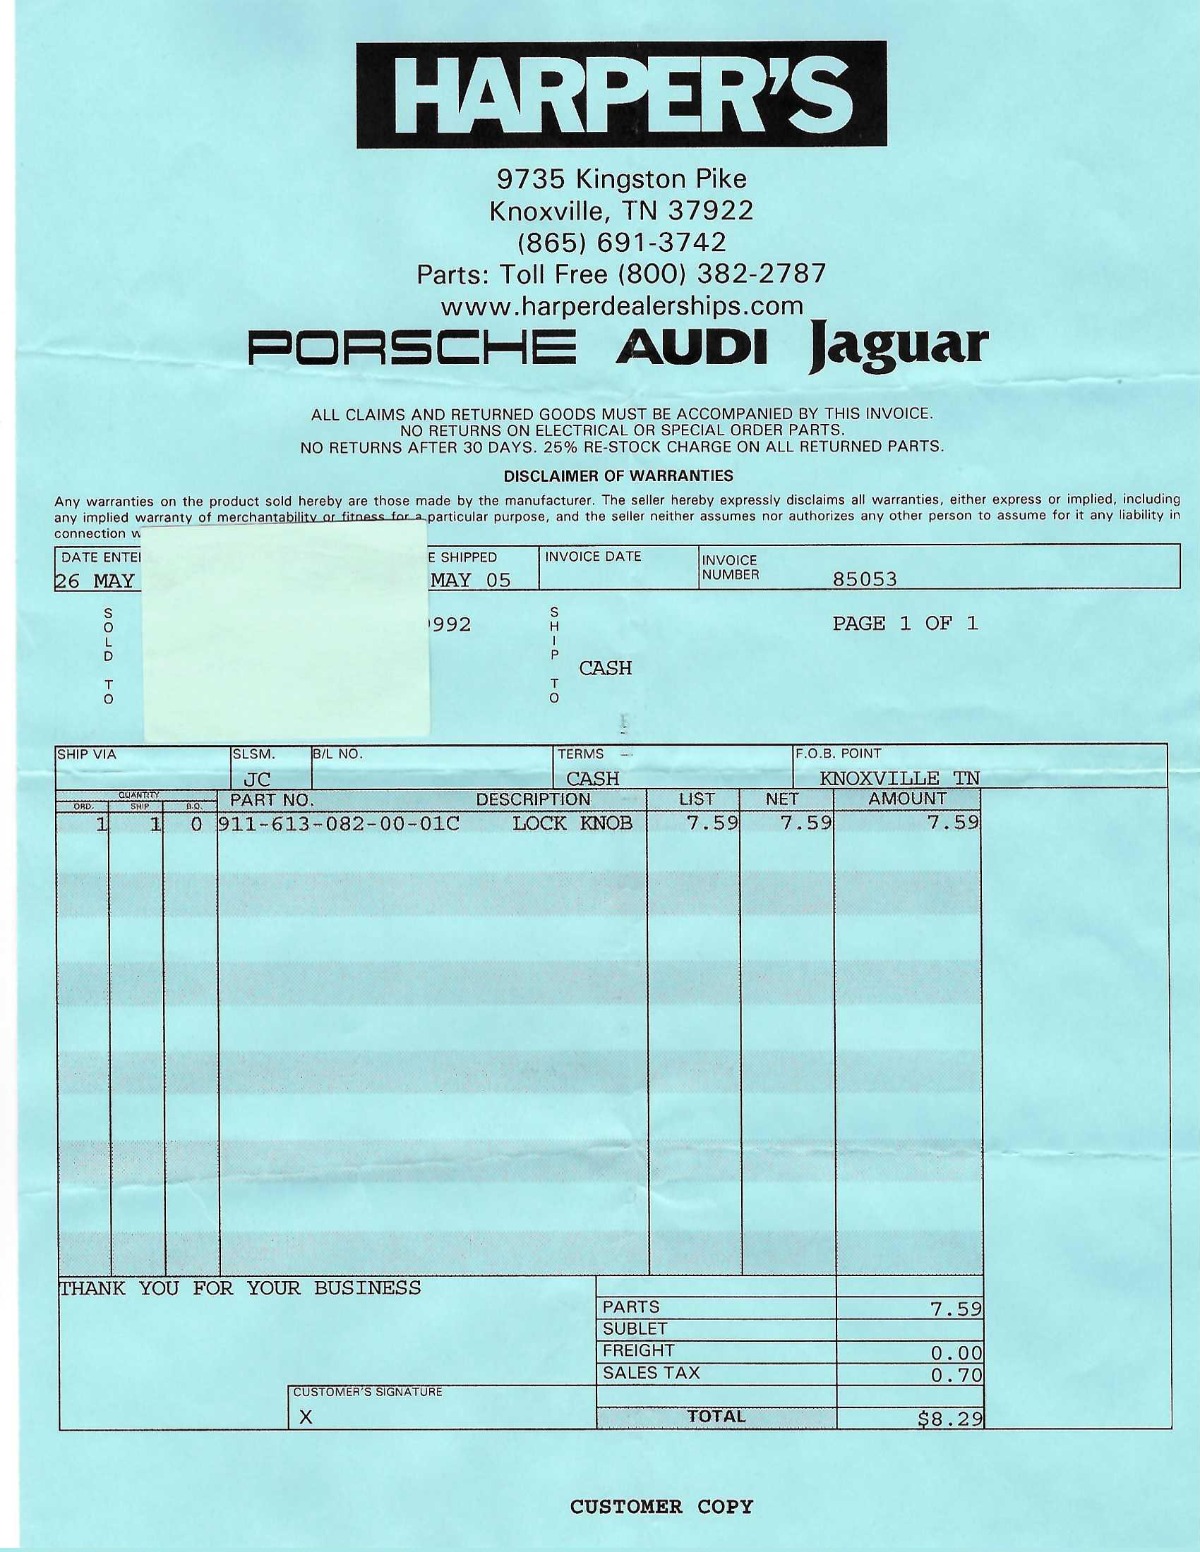 HARPER'S
9735 Kingston Pike
Knoxville, TN 37922
(865) 691-3742
Parts: Toll Free (800) 382-2787
www.harperdealerships.com
PORSCHE AUDI Jaguar
ALL CLAIMS AND RETURNED GOODS MUST BE ACCOMPANIED BY THIS INVOICE.
NO RETURNS ON ELECTRICAL OR SPECIAL ORDER PARTS.
NO RETURNS AFTER 30 DAYS. 25% RE-STOCK CHARGE ON ALL RETURNED PARTS.
DISCLAIMER OF WARRANTIES
Any warranties on the product sold hereby are those made by the manufacturer. The seller hereby expressly disclaims all warranties, either express or implied, including
any implied warranty of merchantability or fitness for a particular purpose, and the seller neither assumes nor authorizes any other person to assume for it any liability in
connection
DATE SHIPPED INVOICE DATE INVOICE NUMBER
26 MAY MAY 05 85053
SOLD TO 992 SHIP TO PAGE 1 OF 1
CASH
SHIP VIA SLSM. B/L NO. TERMS F.O.B. POINT
JC CASH KNOXVILLE TN
QUANTITY
ORD. SHIP B.O. PART NO. DESCRIPTION LIST NET AMOUNT
1 1 0 911-613-082-00-01C LOCK KNOB 7.59 7.59 7.59
THANK YOU FOR YOUR BUSINESS
PARTS 7.59
SUBLET
FREIGHT 0.00
SALES TAX 0.70
CUSTOMER'S SIGNATURE
X
TOTAL $8.29
CUSTOMER COPY